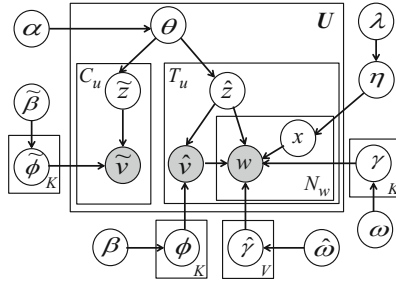 α θ U λ
C_u T_u
z̃ ẑ η
β̃ x
φ̃ K ṽ v̂ w N_w γ K
β φ K γ̂ V ω̂ ω